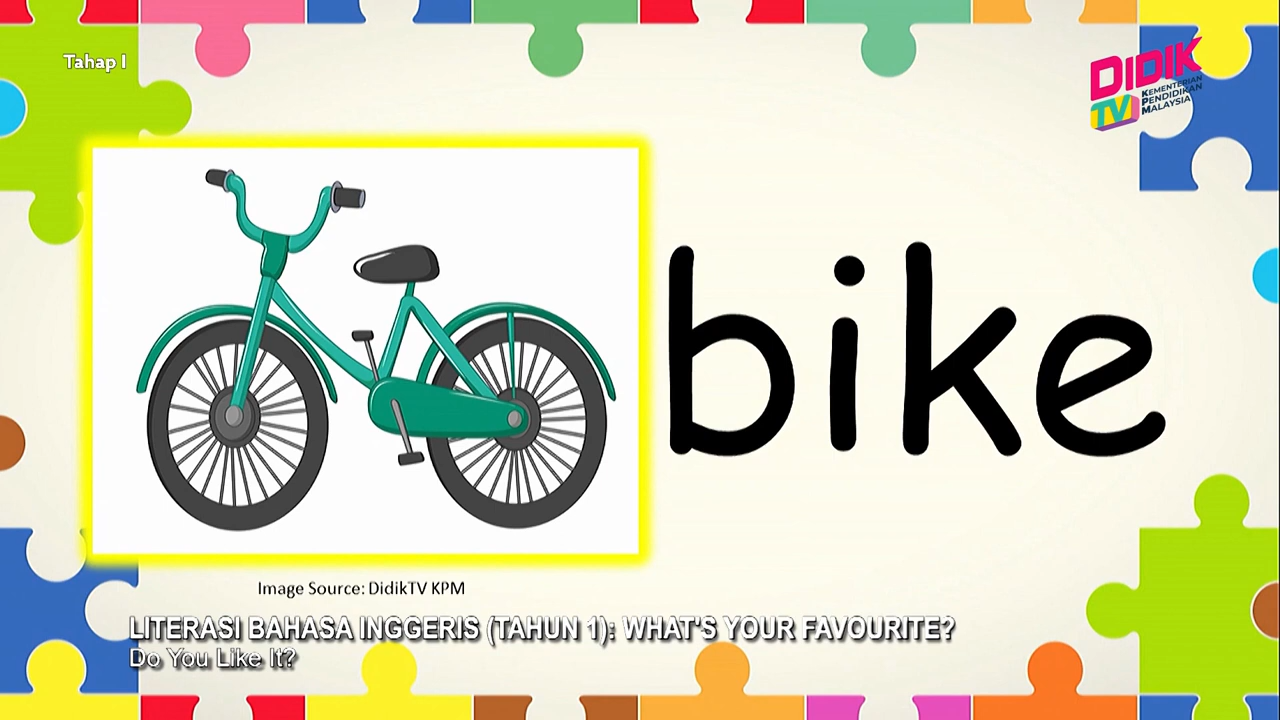 Tahap I
DIDIK
TV
KEMENTERIAN
PENDIDIKAN
MALAYSIA
bike
Image Source: DidikTV KPM
LITERASI BAHASA INGGERIS (TAHUN 1): WHAT'S YOUR FAVOURITE?
Do You Like It?